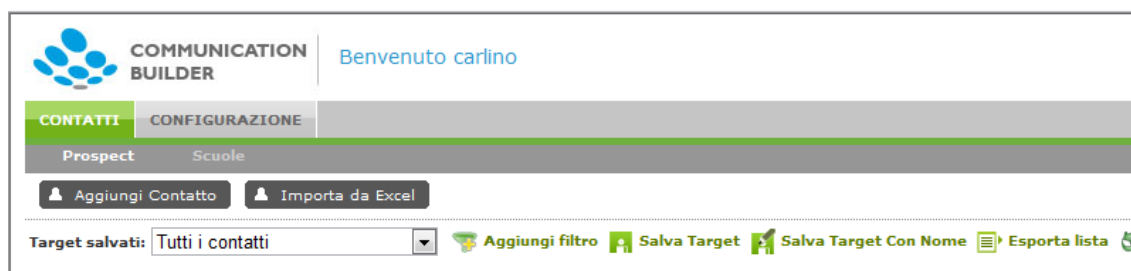 COMMUNICATION
BUILDER
Benvenuto carlino
CONTATTI CONFIGURAZIONE
Prospect Scuole
Aggiungi Contatto Importa da Excel
Target salvati: Tutti i contatti Aggiungi filtro Salva Target Salva Target Con Nome Esporta lista